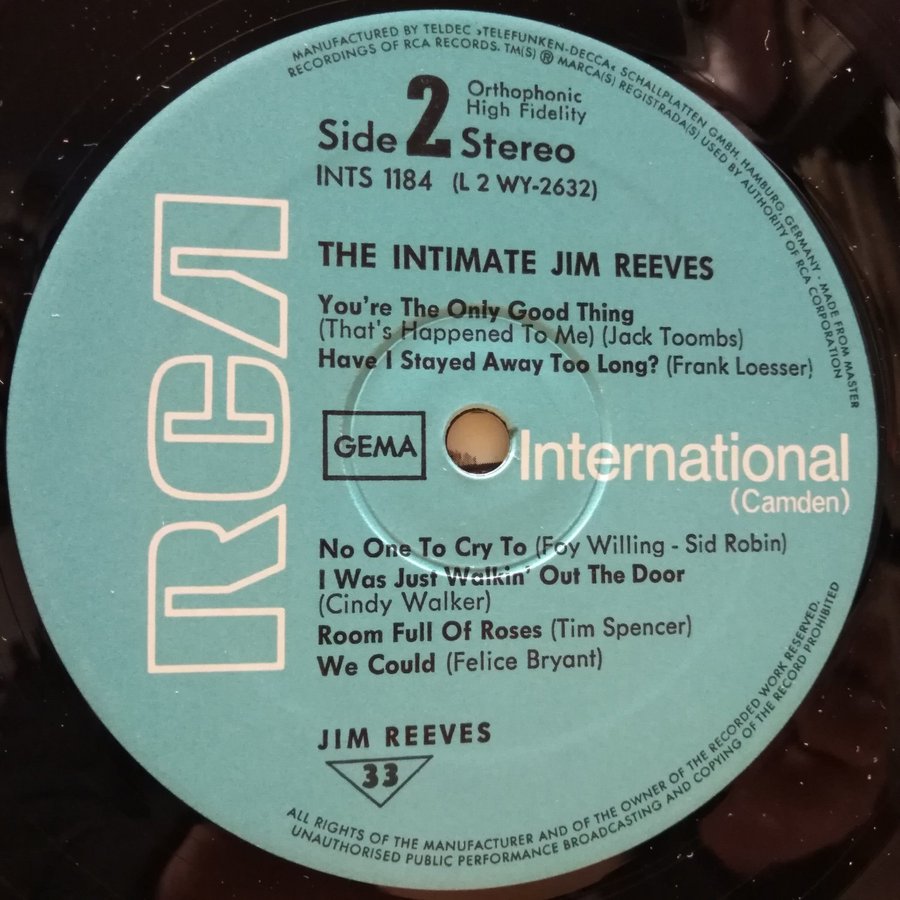 MANUFACTURED BY TELDEC »TELEFUNKEN-DECCA« SCHALLPLATTEN GMBH, HAMBURG, GERMANY · MADE FROM MASTER
RECORDINGS OF RCA RECORDS. TM(S) ® MARCA(S) REGISTRADA(S) USED BY AUTHORITY OF RCA CORPORATION
Orthophonic
High Fidelity
Side 2 Stereo
INTS 1184 (L 2 WY-2632)
RCA
THE INTIMATE JIM REEVES
You're The Only Good Thing
(That's Happened To Me) (Jack Toombs)
Have I Stayed Away Too Long? (Frank Loesser)
GEMA
International
(Camden)
No One To Cry To (Foy Willing - Sid Robin)
I Was Just Walkin' Out The Door
(Cindy Walker)
Room Full Of Roses (Tim Spencer)
We Could (Felice Bryant)
JIM REEVES
33
ALL RIGHTS OF THE MANUFACTURER AND OF THE OWNER OF THE RECORDED WORK RESERVED.
UNAUTHORISED PUBLIC PERFORMANCE BROADCASTING AND COPYING OF THE RECORD PROHIBITED